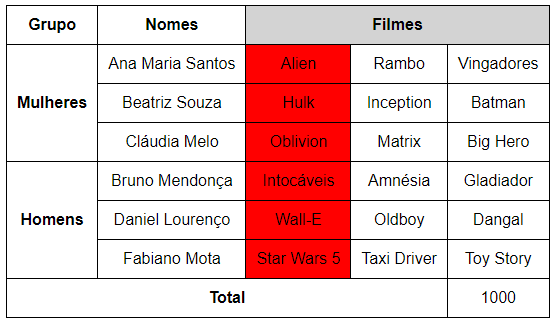 Grupo Nomes Filmes
Mulheres Ana Maria Santos Alien Rambo Vingadores
Beatriz Souza Hulk Inception Batman
Cláudia Melo Oblivion Matrix Big Hero
Homens Bruno Mendonça Intocáveis Amnésia Gladiador
Daniel Lourenço Wall-E Oldboy Dangal
Fabiano Mota Star Wars 5 Taxi Driver Toy Story
Total 1000